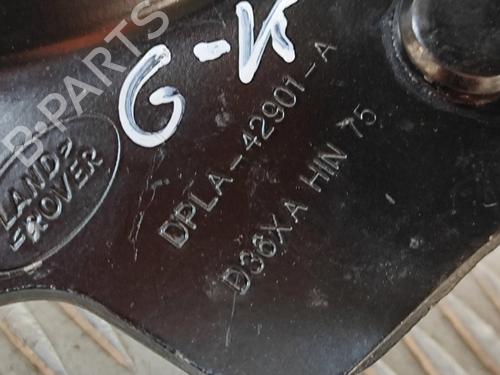 G-K
DPLA-42901-A
D36XA HIN 75
LAND-
-ROVER
B-PARTS